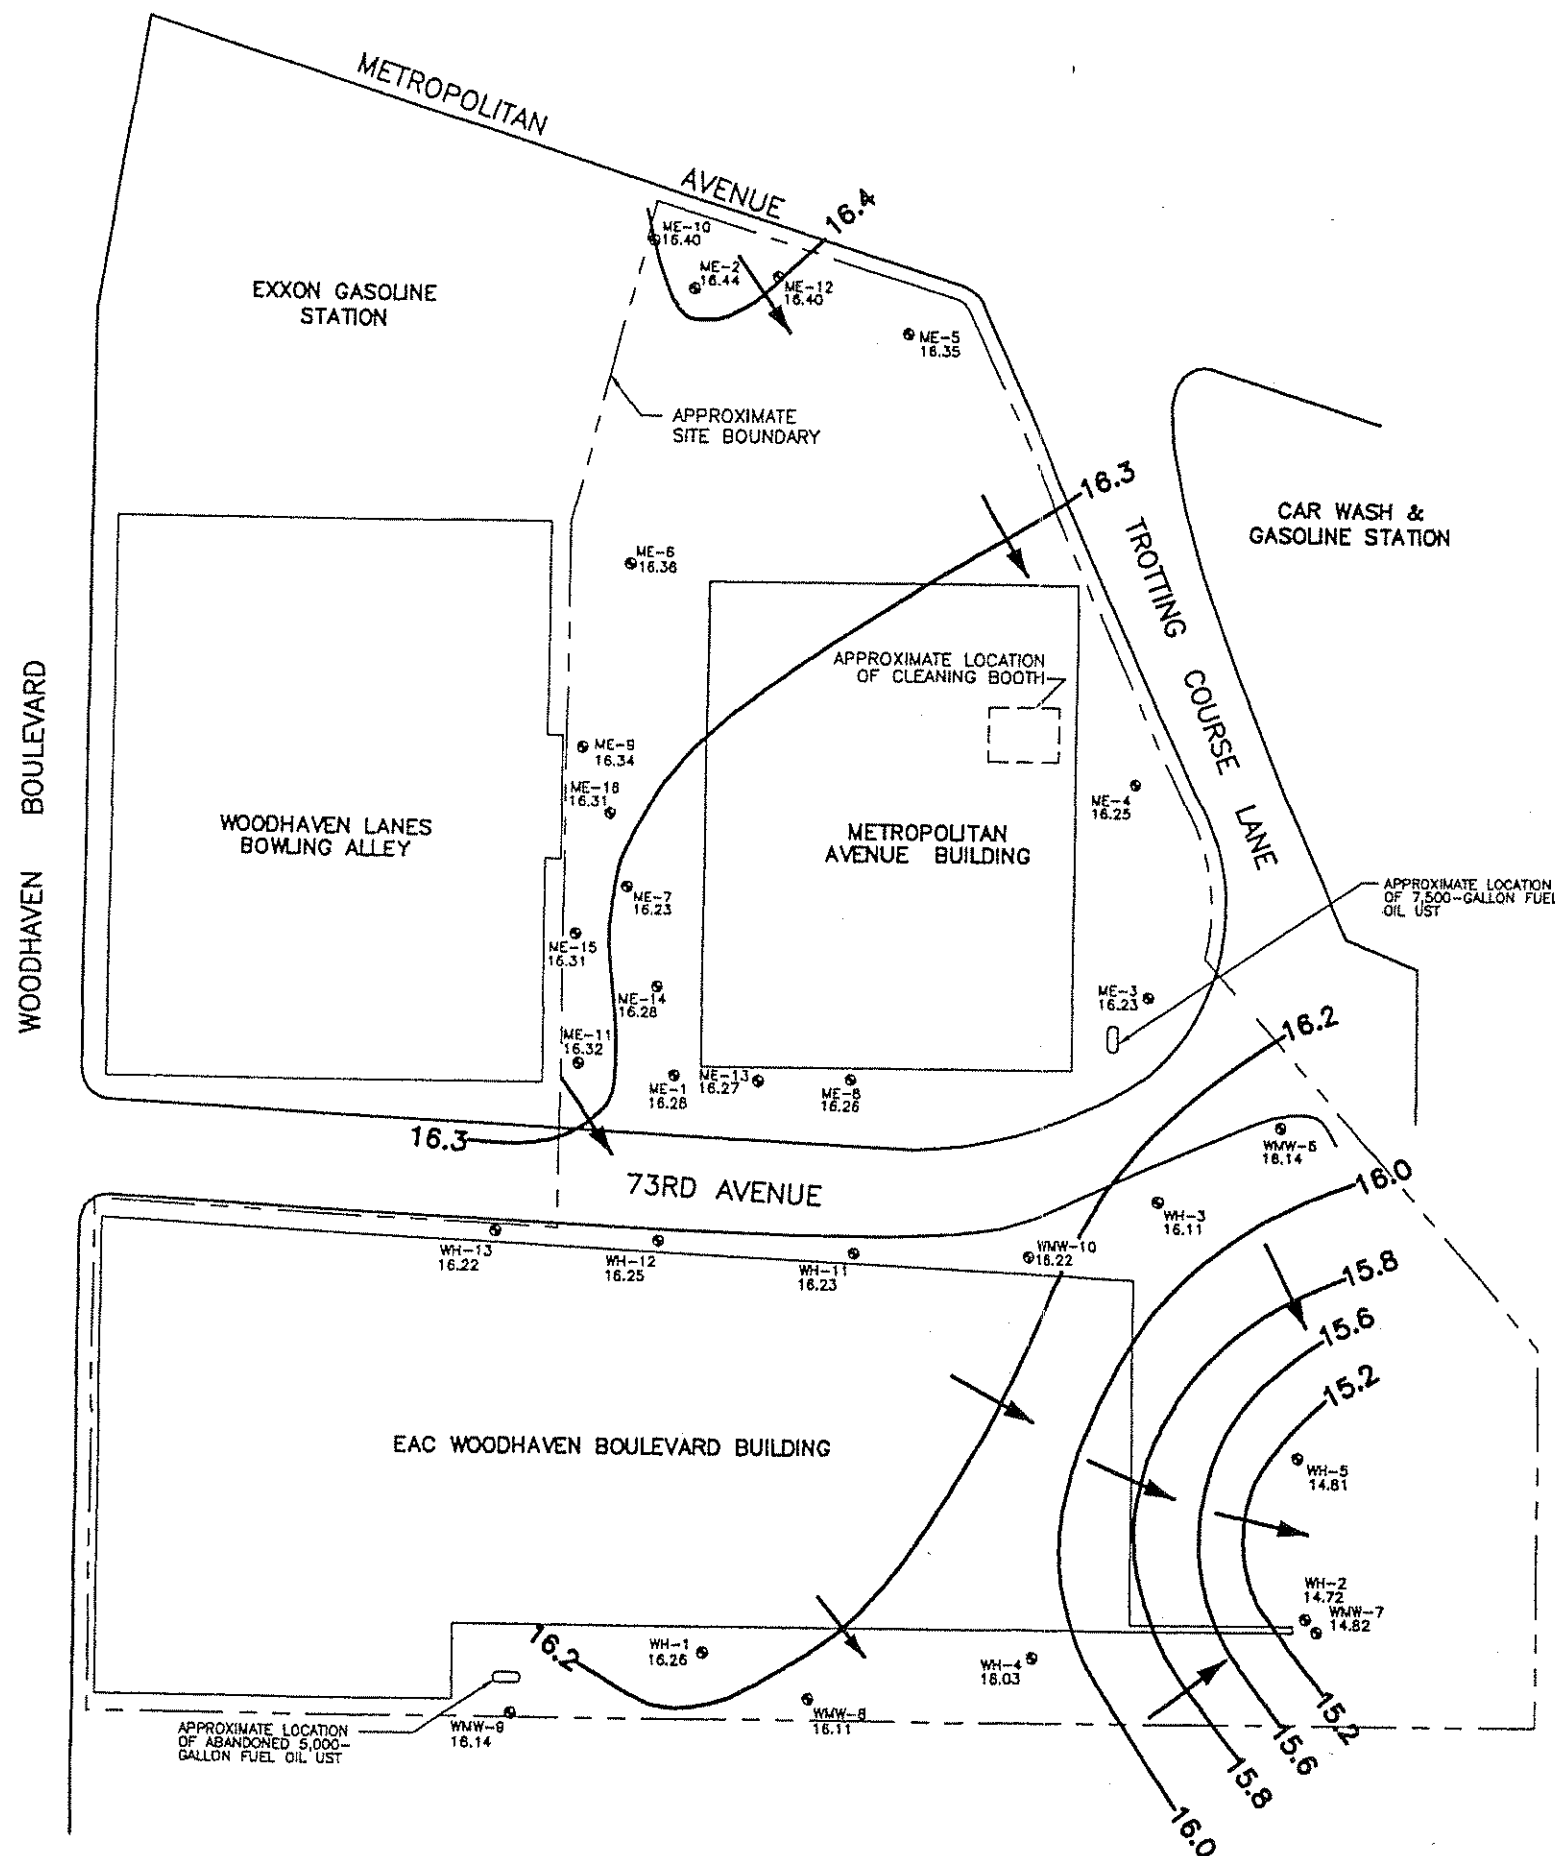 METROPOLITAN
AVENUE
16.4
ME-10
16.40
ME-2
16.44
ME-12
16.40
EXXON GASOLINE
STATION
ME-5
16.35
APPROXIMATE
SITE BOUNDARY
16.3
CAR WASH &
GASOLINE STATION
TROTTING COURSE LANE
ME-6
16.36
WOODHAVEN BOULEVARD
APPROXIMATE LOCATION
OF CLEANING BOOTH
ME-9
16.34
ME-16
16.31
ME-4
16.25
WOODHAVEN LANES
BOWLING ALLEY
METROPOLITAN
AVENUE BUILDING
ME-7
16.23
APPROXIMATE LOCATION
OF 7,500-GALLON FUEL
OIL UST
ME-15
16.31
ME-14
16.28
ME-3
16.23
16.2
ME-11
16.32
ME-1
16.28
ME-13
16.27
ME-8
16.26
16.3
WMW-6
16.14
16.0
73RD AVENUE
WH-3
16.11
WH-13
16.22
WH-12
16.25
WH-11
16.23
WMW-10
16.22
15.8
15.6
15.2
EAC WOODHAVEN BOULEVARD BUILDING
WH-5
14.81
WH-2
14.72
WMW-7
14.82
16.2
WH-1
16.26
WH-4
16.03
WMW-8
16.11
WMW-9
16.14
APPROXIMATE LOCATION
OF ABANDONED 5,000-
GALLON FUEL OIL UST
15.2
15.6
15.8
16.0